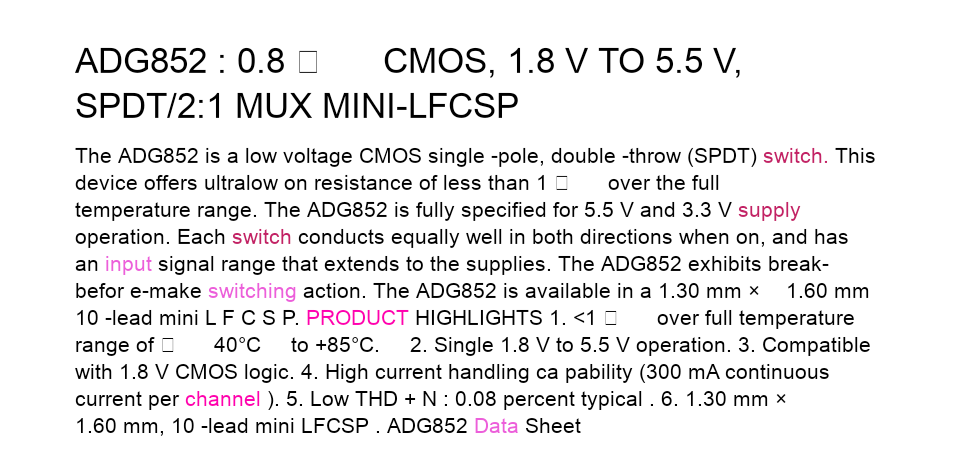 ADG852 : 0.8 □ CMOS, 1.8 V TO 5.5 V,
SPDT/2:1 MUX MINI-LFCSP
The ADG852 is a low voltage CMOS single -pole, double -throw (SPDT) switch. This
device offers ultralow on resistance of less than 1 □ over the full
temperature range. The ADG852 is fully specified for 5.5 V and 3.3 V supply
operation. Each switch conducts equally well in both directions when on, and has
an input signal range that extends to the supplies. The ADG852 exhibits break-
befor e-make switching action. The ADG852 is available in a 1.30 mm × 1.60 mm
10 -lead mini L F C S P. PRODUCT HIGHLIGHTS 1. <1 □ over full temperature
range of □ 40°C to +85°C. 2. Single 1.8 V to 5.5 V operation. 3. Compatible
with 1.8 V CMOS logic. 4. High current handling ca pability (300 mA continuous
current per channel ). 5. Low THD + N : 0.08 percent typical . 6. 1.30 mm ×
1.60 mm, 10 -lead mini LFCSP . ADG852 Data Sheet